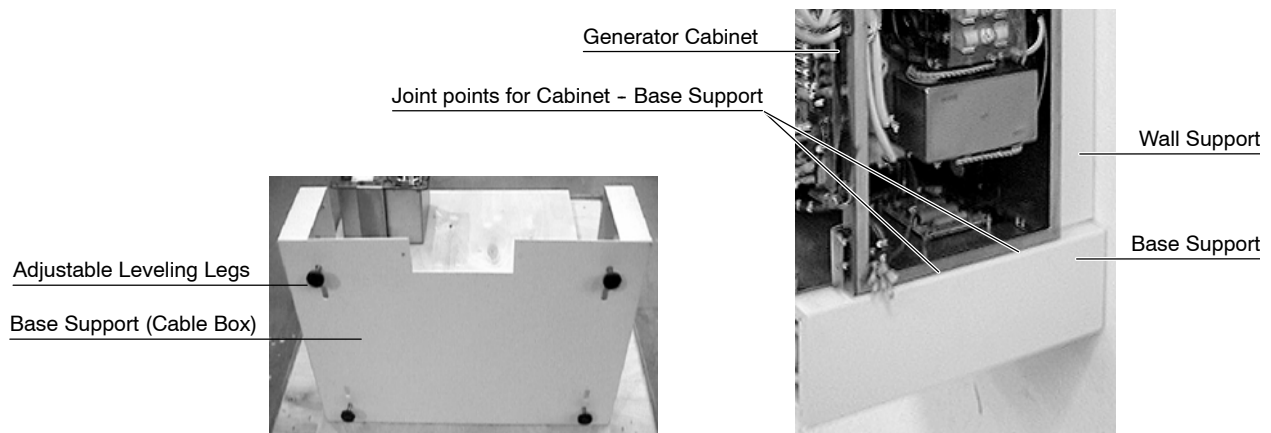 Generator Cabinet
Joint points for Cabinet - Base Support
Wall Support
Base Support
Adjustable Leveling Legs
Base Support (Cable Box)